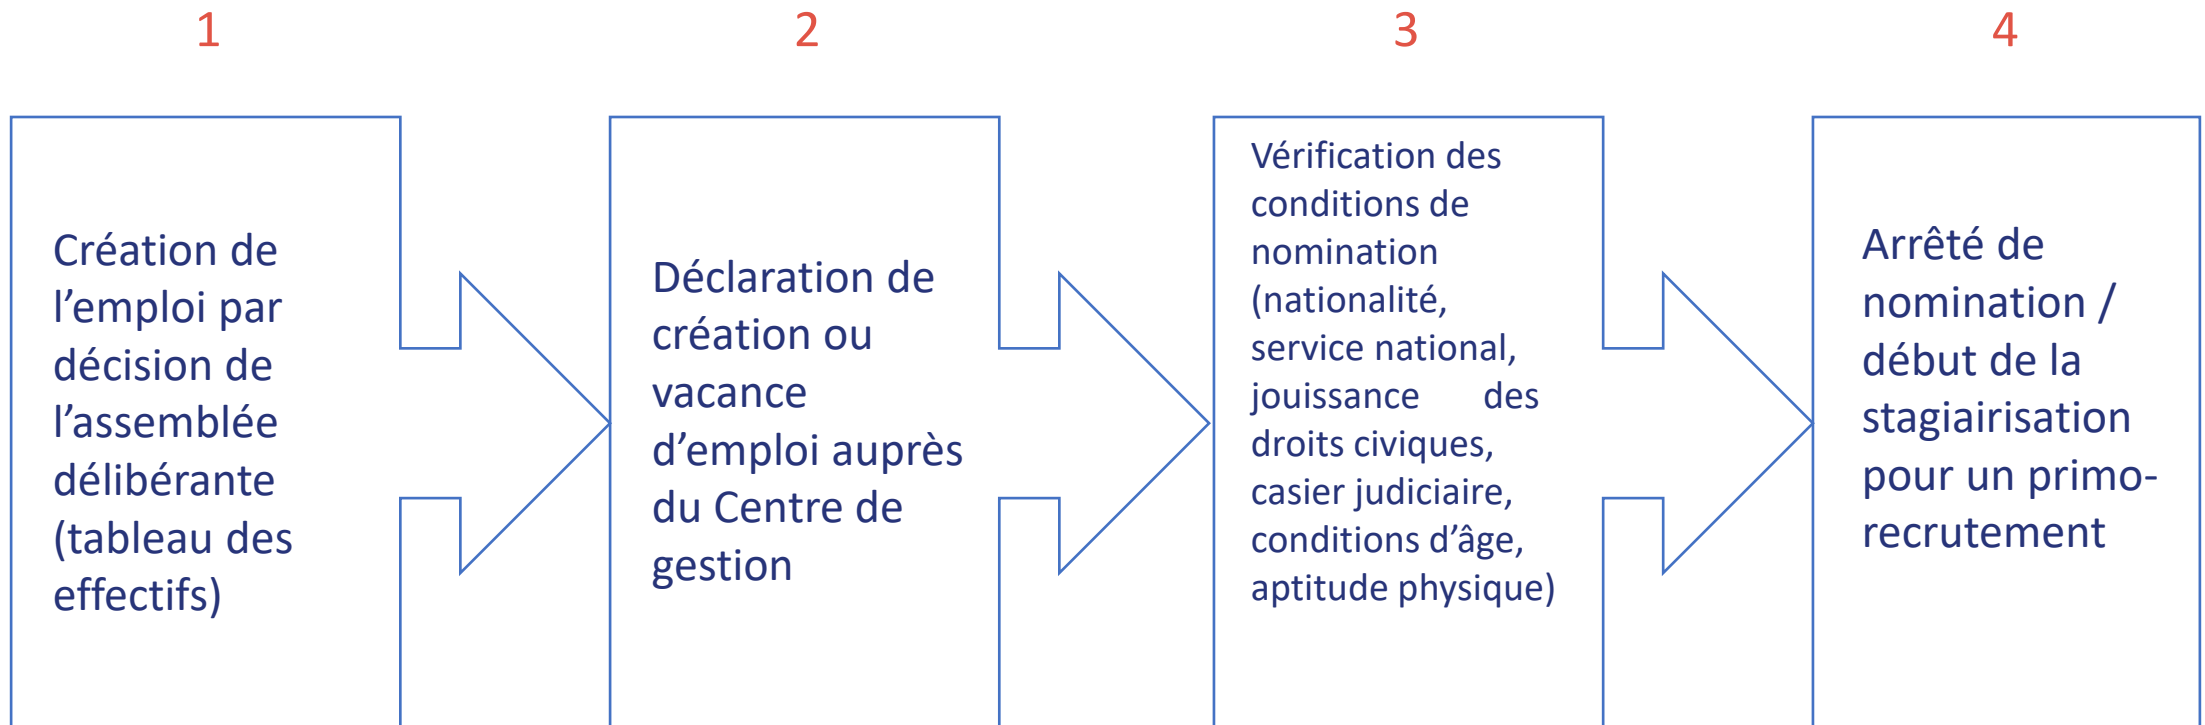 1
2
3
4
Création de
l’emploi par
décision de
l’assemblée
délibérante
(tableau des
effectifs)
Déclaration de
création ou
vacance
d’emploi auprès
du Centre de
gestion
Vérification des
conditions de
nomination
(nationalité,
service national,
jouissance des
droits civiques,
casier judiciaire,
conditions d’âge,
aptitude physique)
Arrêté de
nomination /
début de la
stagiairisation
pour un primo-
recrutement